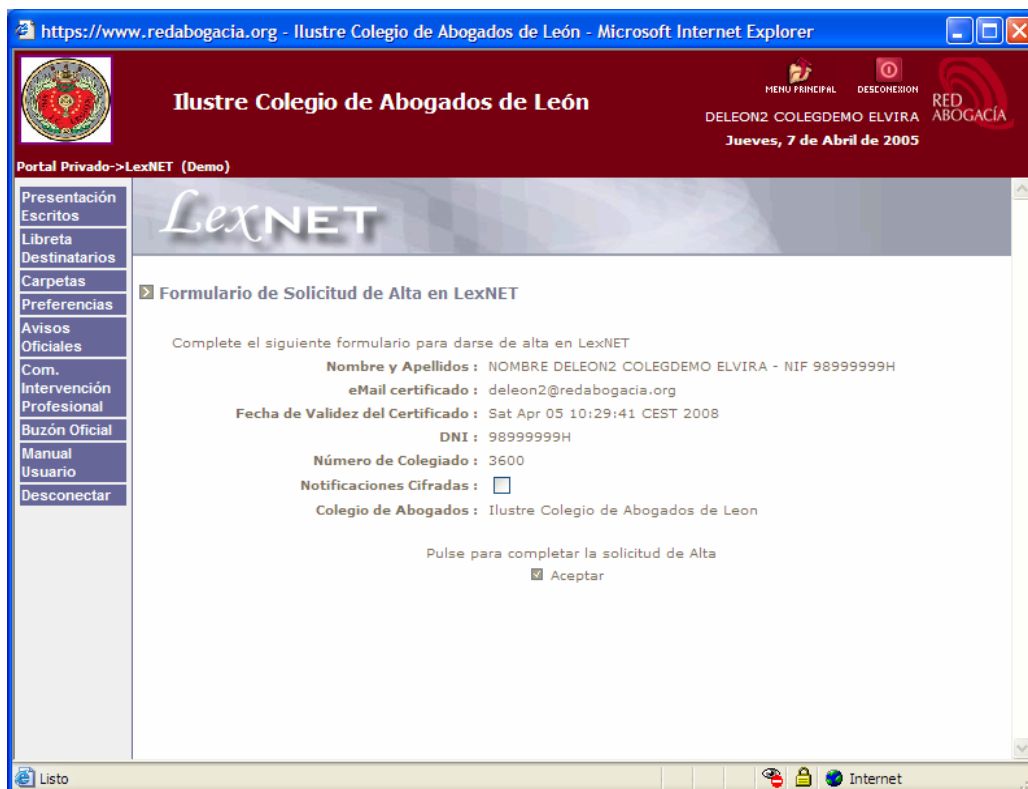 https://www.redabogacia.org - Ilustre Colegio de Abogados de León - Microsoft Internet Explorer
Ilustre Colegio de Abogados de León
MENU PRINCIPAL DESCONEXION
RED
ABOGACÍA
DELEON2 COLEGDEMO ELVIRA
Jueves, 7 de Abril de 2005
Portal Privado->LexNET (Demo)
Presentación
Escritos
Libreta
Destinatarios
Carpetas
Preferencias
Avisos
Oficiales
Com.
Intervención
Profesional
Buzón Oficial
Manual
Usuario
Desconectar
LexNET
Formulario de Solicitud de Alta en LexNET
Complete el siguiente formulario para darse de alta en LexNET
Nombre y Apellidos : NOMBRE DELEON2 COLEGDEMO ELVIRA - NIF 98999999H
eMail certificado : deleon2@redabogacia.org
Fecha de Validez del Certificado : Sat Apr 05 10:29:41 CEST 2008
DNI : 98999999H
Número de Colegiado : 3600
Notificaciones Cifradas :
Colegio de Abogados : Ilustre Colegio de Abogados de Leon
Pulse para completar la solicitud de Alta
Aceptar
Listo
Internet